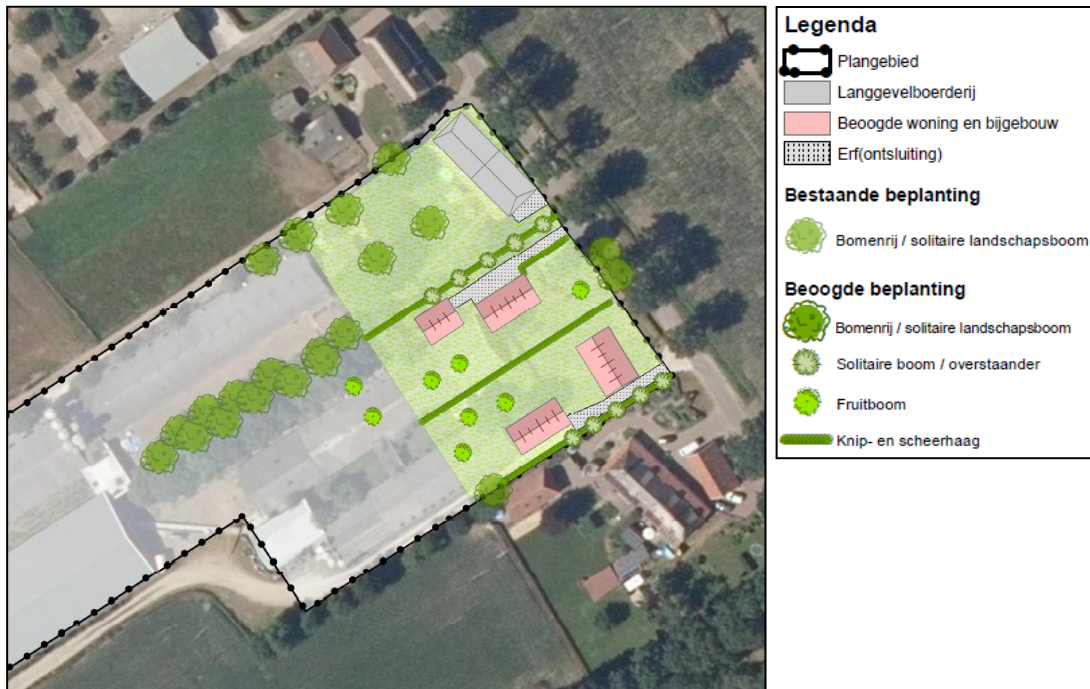 Legenda
Plangebied
Langgevelboerderij
Beoogde woning en bijgebouw
Erf(ontsluiting)
Bestaande beplanting
Bomenrij / solitaire landschapsboom
Beoogde beplanting
Bomenrij / solitaire landschapsboom
Solitaire boom / overstaander
Fruitboom
Knip- en scheerhaag